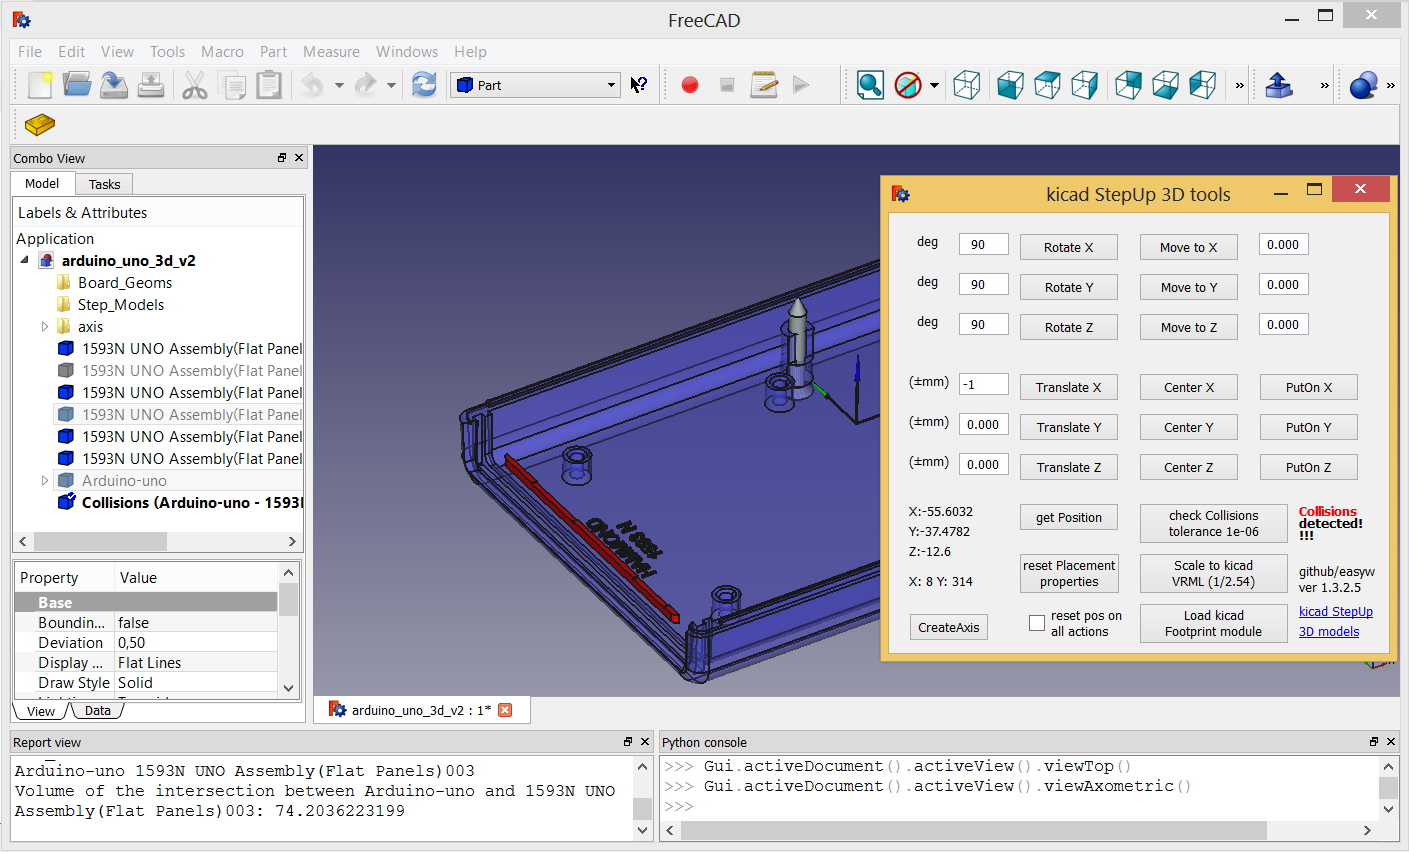 FreeCAD
File Edit View Tools Macro Part Measure Windows Help
Part
Combo View
Model Tasks
Labels & Attributes
Application
arduino_uno_3d_v2
Board_Geoms
Step_Models
axis
1593N UNO Assembly(Flat Panel
1593N UNO Assembly(Flat Panel
1593N UNO Assembly(Flat Panel
1593N UNO Assembly(Flat Panel
1593N UNO Assembly(Flat Panel
1593N UNO Assembly(Flat Panel
Arduino-uno
Collisions (Arduino-uno - 1593
Property Value
Base
Boundin... false
Deviation 0,50
Display ... Flat Lines
Draw Style Solid
View Data
HAMMOND
1593 N
arduino_uno_3d_v2 : 1*
kicad StepUp 3D tools
deg 90 Rotate X Move to X 0.000
deg 90 Rotate Y Move to Y 0.000
deg 90 Rotate Z Move to Z 0.000
(±mm) -1 Translate X Center X PutOn X
(±mm) 0.000 Translate Y Center Y PutOn Y
(±mm) 0.000 Translate Z Center Z PutOn Z
X:-55.6032
Y:-37.4782
Z:-12.6
X: 8 Y: 314
get Position
check Collisions
tolerance 1e-06
Collisions
detected!
!!!
reset Placement
properties
Scale to kicad
VRML (1/2.54)
github/easyw
ver 1.3.2.5
CreateAxis
reset pos on
all actions
Load kicad
Footprint module
kicad StepUp
3D models
Report view
Arduino-uno 1593N UNO Assembly(Flat Panels)003
Volume of the intersection between Arduino-uno and 1593N UNO
Assembly(Flat Panels)003: 74.2036223199
Python console
>>> Gui.activeDocument().activeView().viewTop()
>>> Gui.activeDocument().activeView().viewAxometric()
>>>